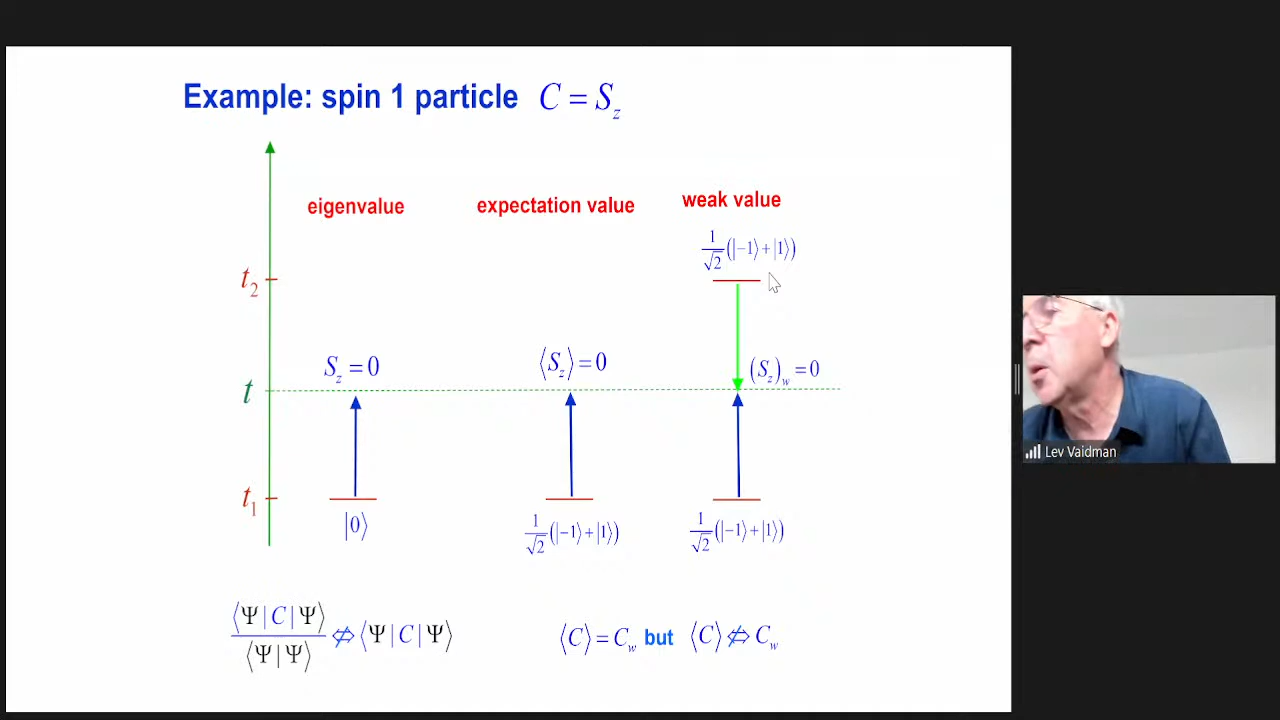 Example: spin 1 particle C = S_z
eigenvalue
expectation value
weak value
1/√2 (|−1⟩+|1⟩)
t_2
S_z = 0
⟨S_z⟩ = 0
(S_z)_w = 0
t
t_1
|0⟩
1/√2 (|−1⟩+|1⟩)
1/√2 (|−1⟩+|1⟩)
⟨Ψ|C|Ψ⟩/⟨Ψ|Ψ⟩ ⇎ ⟨Ψ|C|Ψ⟩
⟨C⟩ = C_w but ⟨C⟩ ⇎ C_w
Lev Vaidman